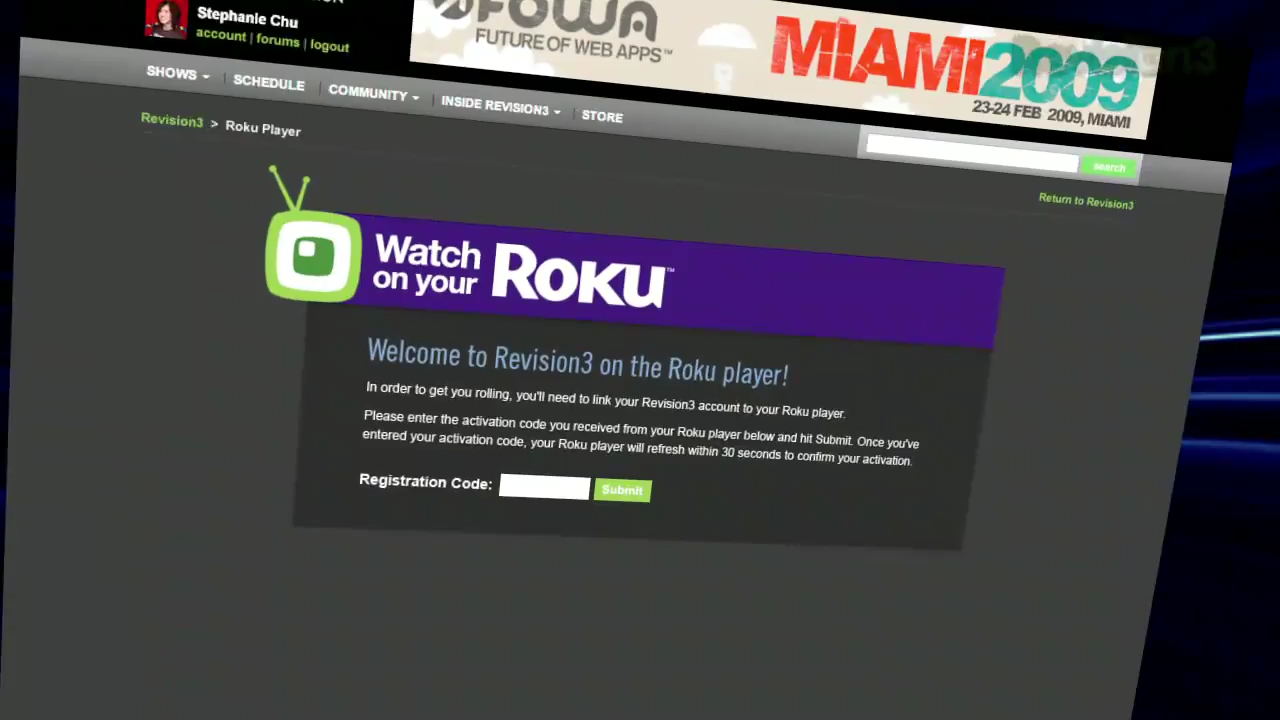 Stephanie Chu
account | forums | logout
FOWA
FUTURE OF WEB APPS™
MIAMI2009
23-24 FEB 2009, MIAMI
SHOWS
SCHEDULE
COMMUNITY
INSIDE REVISION3
STORE
search
Revision3 > Roku Player
Return to Revision3
Watch
on your
ROKU™
Welcome to Revision3 on the Roku player!
In order to get you rolling, you'll need to link your Revision3 account to your Roku player.
Please enter the activation code you received from your Roku player below and hit Submit. Once you've
entered your activation code, your Roku player will refresh within 30 seconds to confirm your activation.
Registration Code:
Submit